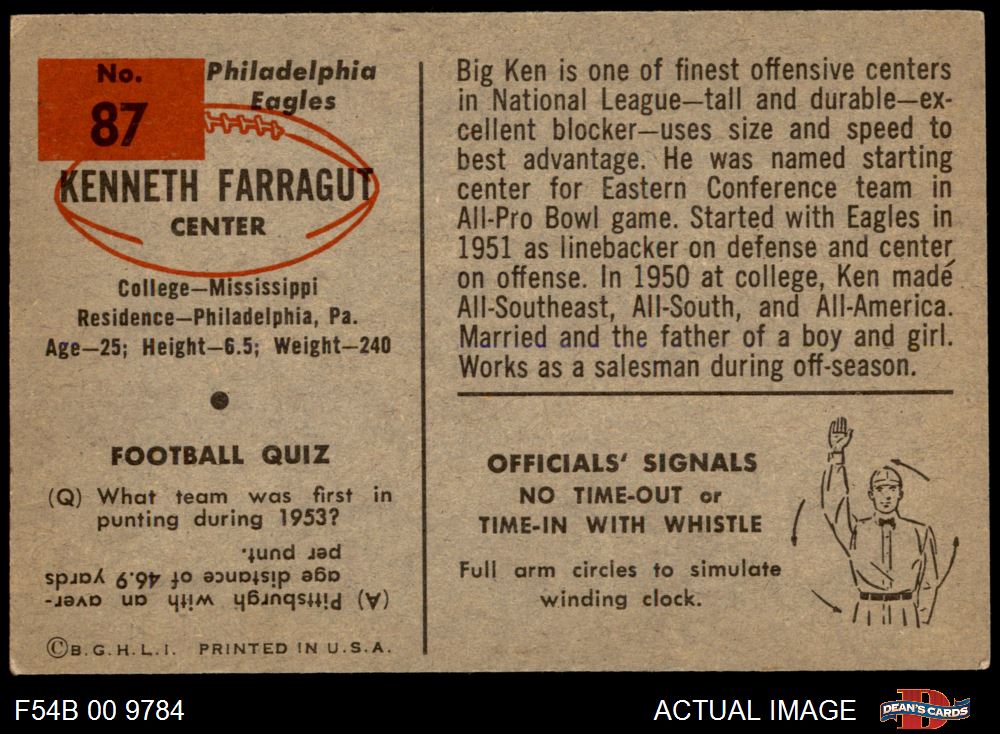 No.
87
Philadelphia
Eagles
KENNETH FARRAGUT
CENTER
College—Mississippi
Residence—Philadelphia, Pa.
Age—25; Height—6.5; Weight—240
FOOTBALL QUIZ
(Q) What team was first in
punting during 1953?
(A) Pittsburgh with an aver-
age distance of 46.9 yards
per punt.
©B.G.H.L.I. PRINTED IN U.S.A.
Big Ken is one of finest offensive centers
in National League—tall and durable—ex-
cellent blocker—uses size and speed to
best advantage. He was named starting
center for Eastern Conference team in
All-Pro Bowl game. Started with Eagles in
1951 as linebacker on defense and center
on offense. In 1950 at college, Ken made
All-Southeast, All-South, and All-America.
Married and the father of a boy and girl.
Works as a salesman during off-season.
OFFICIALS' SIGNALS
NO TIME-OUT or
TIME-IN WITH WHISTLE
Full arm circles to simulate
winding clock.
F54B 00 9784
ACTUAL IMAGE
D
DEAN'S CARDS